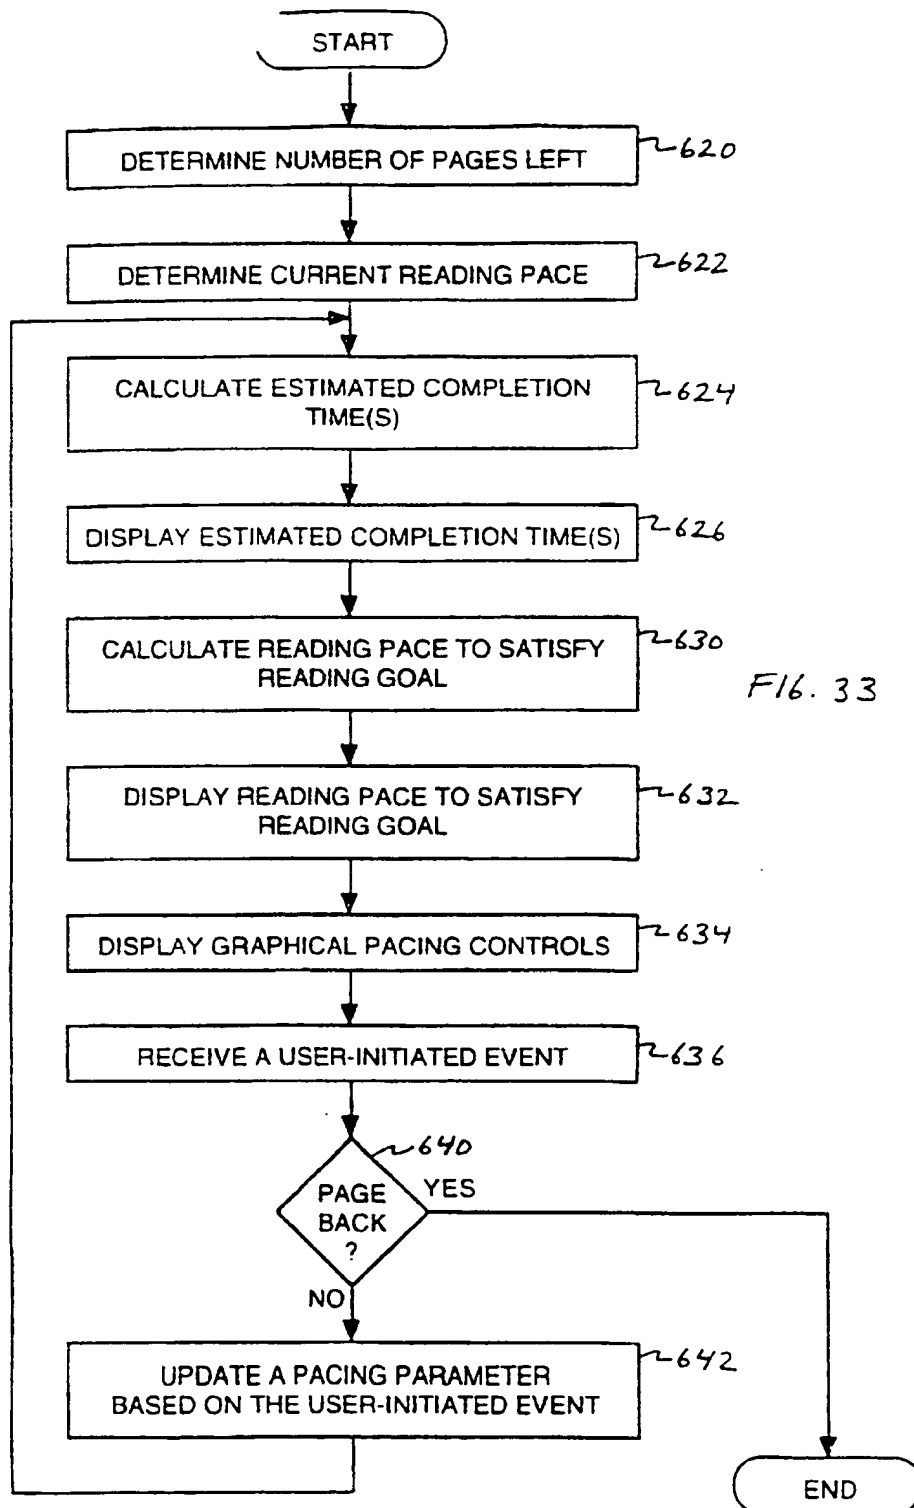 START
DETERMINE NUMBER OF PAGES LEFT
620
DETERMINE CURRENT READING PACE
622
CALCULATE ESTIMATED COMPLETION
TIME(S)
624
DISPLAY ESTIMATED COMPLETION TIME(S)
626
CALCULATE READING PACE TO SATISFY
READING GOAL
630
FIG. 33
DISPLAY READING PACE TO SATISFY
READING GOAL
632
DISPLAY GRAPHICAL PACING CONTROLS
634
RECEIVE A USER-INITIATED EVENT
636
640
PAGE
BACK
?
YES
NO
UPDATE A PACING PARAMETER
BASED ON THE USER-INITIATED EVENT
642
END